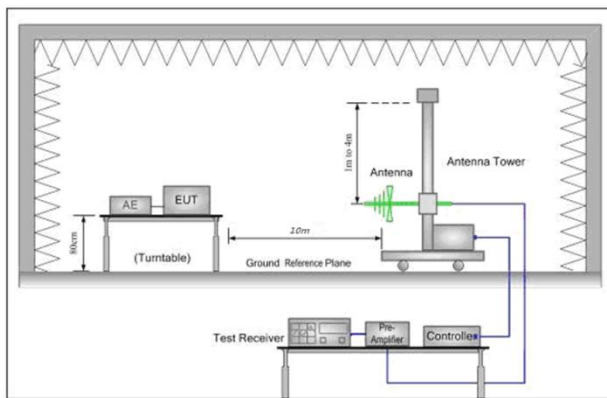 1m to 4m
Antenna
Antenna Tower
AE
EUT
80cm
(Turntable)
10m
Ground Reference Plane
Test Receiver
Pre-
Amplifier
Controller